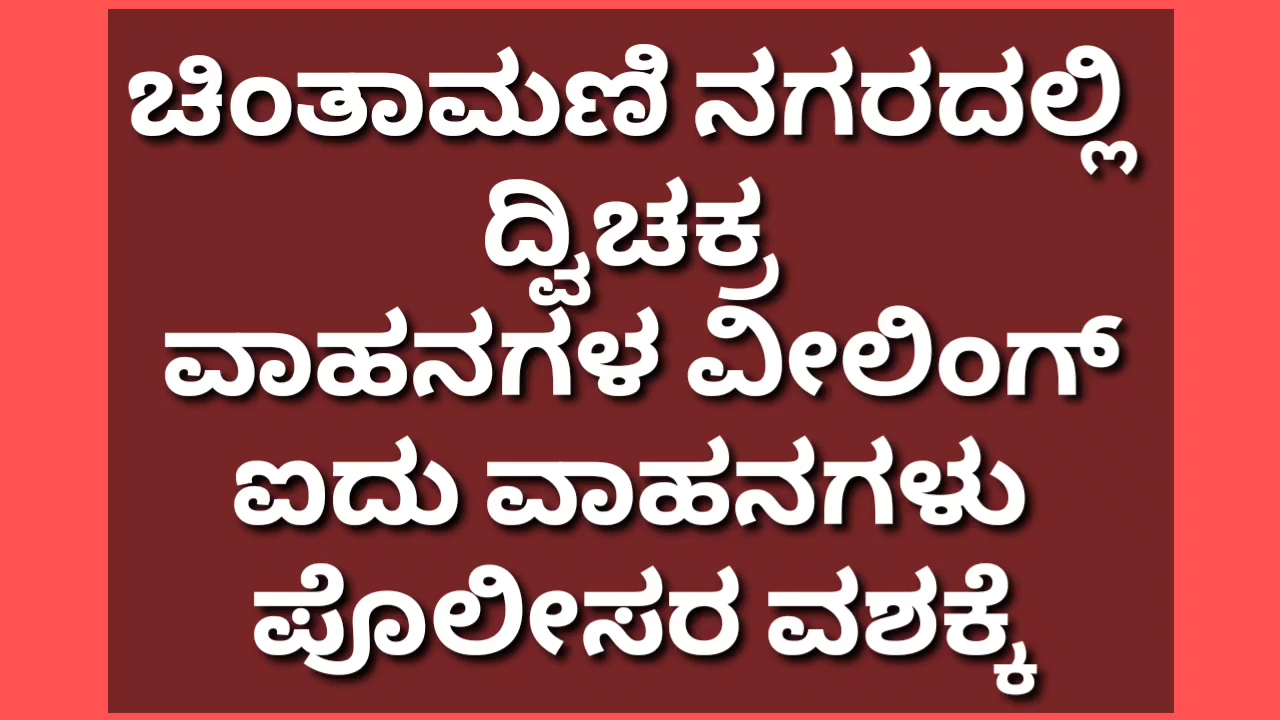 ಚಿಂತಾಮಣಿ ನಗರದಲ್ಲಿ
ದ್ವಿಚಕ್ರ
ವಾಹನಗಳ ವೀಲಿಂಗ್
ಐದು ವಾಹನಗಳು
ಪೊಲೀಸರ ವಶಕ್ಕೆ